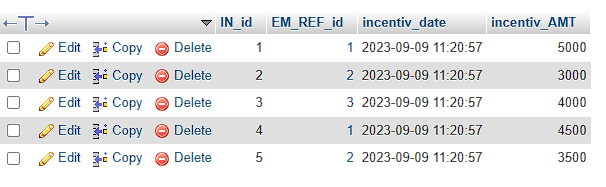 ←T→ IN_id EM_REF_id incentiv_date incentiv_AMT
Edit Copy Delete 1 1 2023-09-09 11:20:57 5000
Edit Copy Delete 2 2 2023-09-09 11:20:57 3000
Edit Copy Delete 3 3 2023-09-09 11:20:57 4000
Edit Copy Delete 4 1 2023-09-09 11:20:57 4500
Edit Copy Delete 5 2 2023-09-09 11:20:57 3500